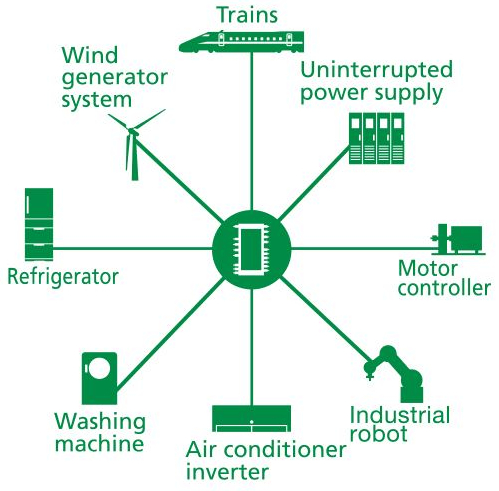 Trains
Wind
generator
system
Uninterrupted
power supply
Refrigerator
Motor
controller
Washing
machine
Air conditioner
inverter
Industrial
robot